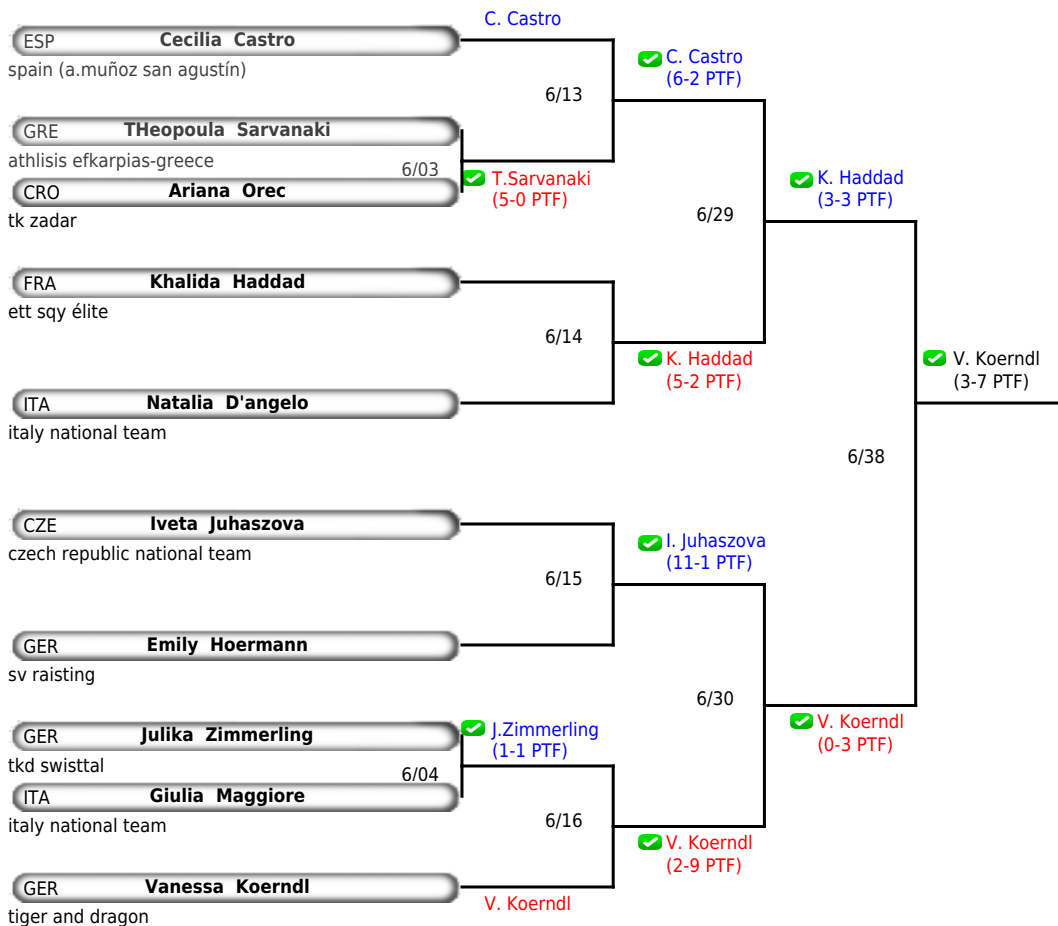 C. Castro
ESP Cecilia Castro
spain (a.muñoz san agustín)
C. Castro
(6-2 PTF)
6/13
GRE THeopoula Sarvanaki
athlisis efkarpias-greece
6/03
T.Sarvanaki
(5-0 PTF)
CRO Ariana Orec
tk zadar
K. Haddad
(3-3 PTF)
6/29
FRA Khalida Haddad
ett sqy élite
6/14
K. Haddad
(5-2 PTF)
V. Koerndl
(3-7 PTF)
ITA Natalia D'angelo
italy national team
6/38
CZE Iveta Juhaszova
czech republic national team
I. Juhaszova
(11-1 PTF)
6/15
GER Emily Hoermann
sv raisting
6/30
GER Julika Zimmerling
tkd swisttal
J.Zimmerling
(1-1 PTF)
V. Koerndl
(0-3 PTF)
6/04
ITA Giulia Maggiore
italy national team
6/16
V. Koerndl
(2-9 PTF)
GER Vanessa Koerndl
tiger and dragon
V. Koerndl